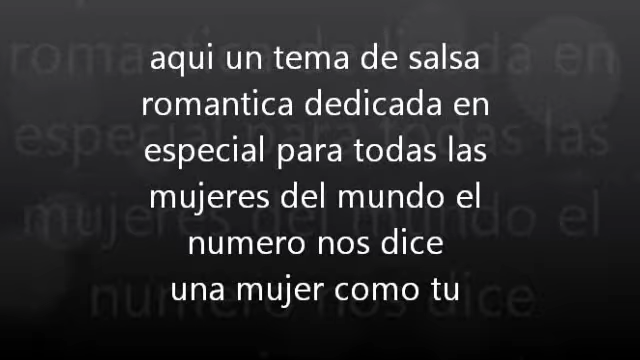 aqui un tema de salsa
romantica dedicada en
especial para todas las
mujeres del mundo el
numero nos dice
una mujer como tu